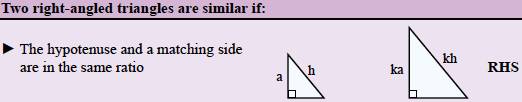 Two right-angled triangles are similar if:
► The hypotenuse and a matching side
are in the same ratio
a h
ka kh
RHS